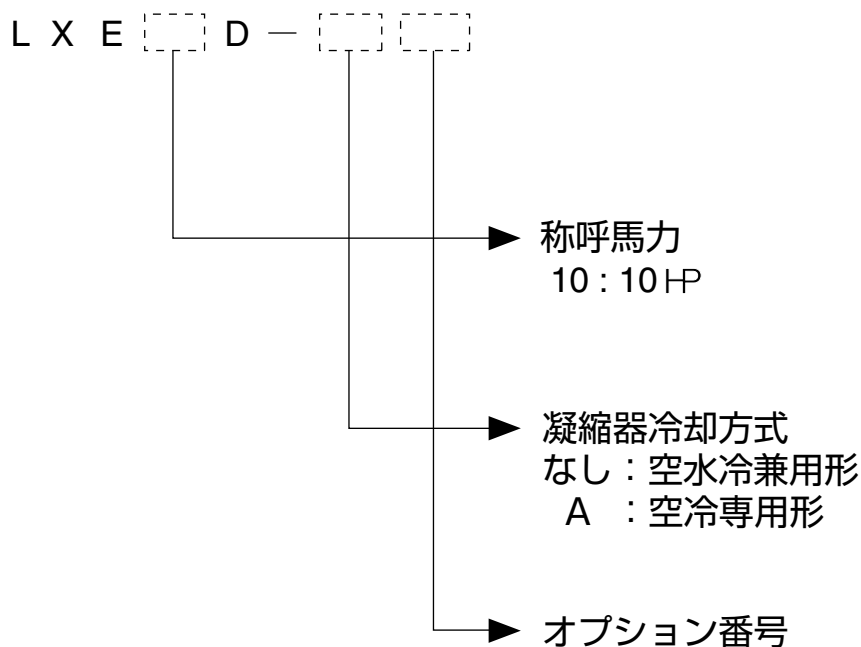 LXE D－
称呼馬力
10：10HP
凝縮器冷却方式
なし：空水冷兼用形
A ：空冷専用形
オプション番号